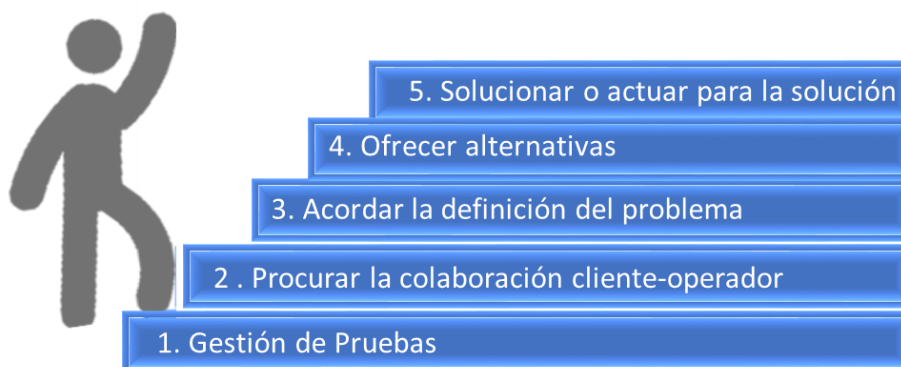 5. Solucionar o actuar para la solución
4. Ofrecer alternativas
3. Acordar la definición del problema
2 . Procurar la colaboración cliente-operador
1. Gestión de Pruebas